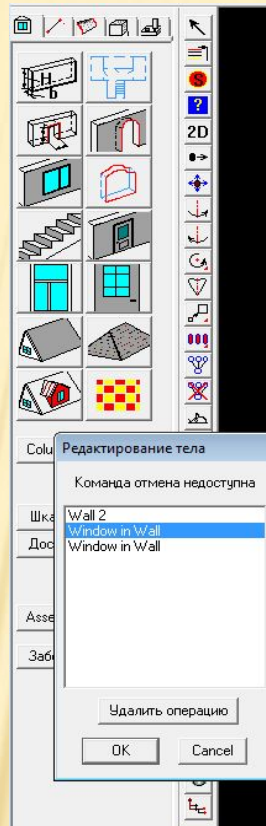 H
Б
S
?
2D
Colu
Редактирование тела
Команда отмена недоступна
Шка
Wall 2
Window in Wall
Дос
Window in Wall
Asse
Забо
Удалить операцию
OK
Cancel